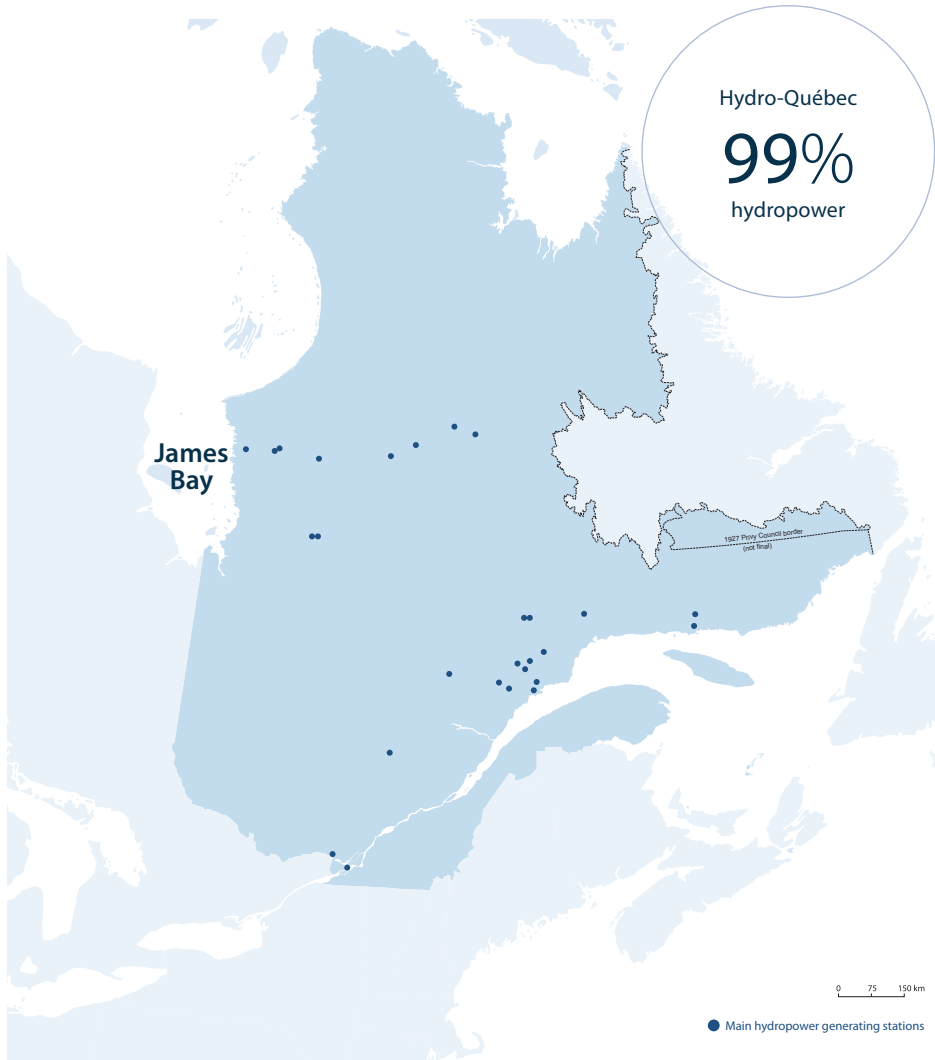 Hydro-Québec
99%
hydropower
James
Bay
1927 Privy Council border
(not final)
0 75 150 km
Main hydropower generating stations